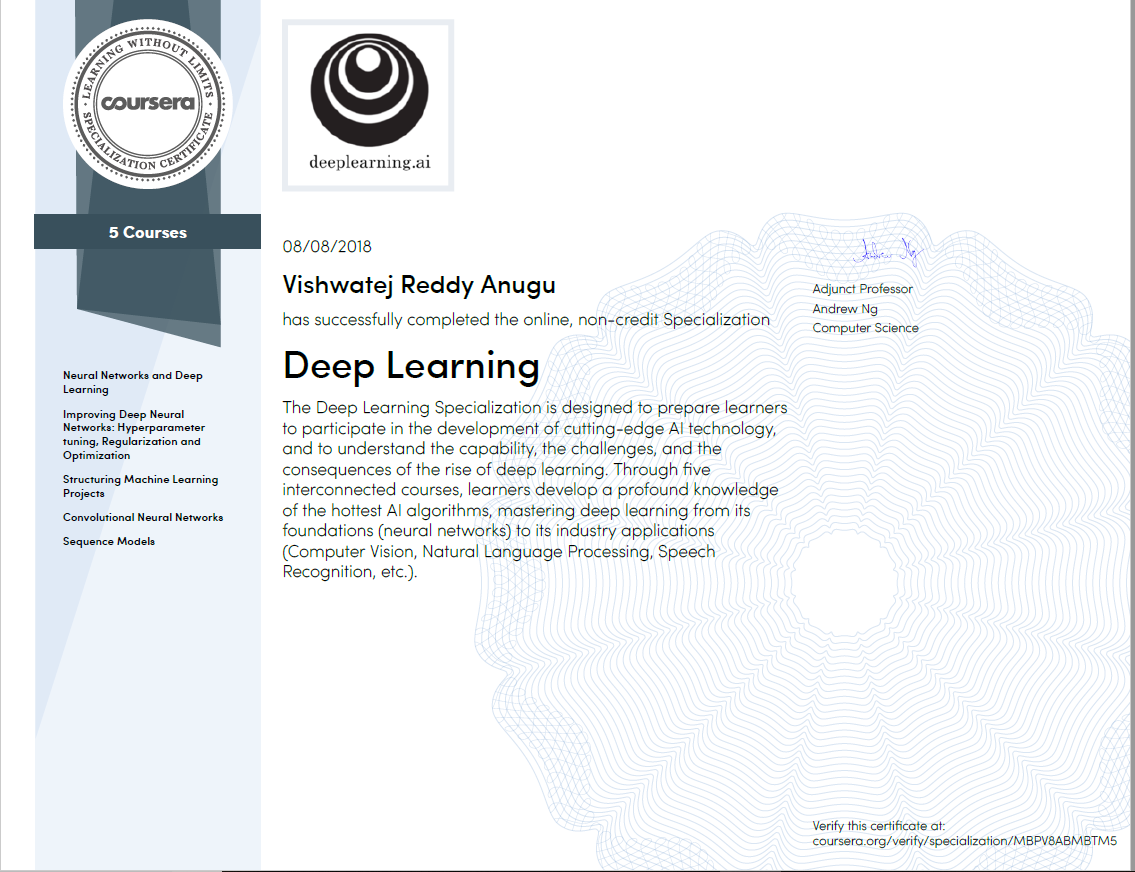 LEARNING WITHOUT LIMITS
coursera
SPECIALIZATION CERTIFICATE
5 Courses
Neural Networks and Deep
Learning
Improving Deep Neural
Networks: Hyperparameter
tuning, Regularization and
Optimization
Structuring Machine Learning
Projects
Convolutional Neural Networks
Sequence Models
deeplearning.ai
08/08/2018
Vishwatej Reddy Anugu
has successfully completed the online, non-credit Specialization
Deep Learning
The Deep Learning Specialization is designed to prepare learners
to participate in the development of cutting-edge AI technology,
and to understand the capability, the challenges, and the
consequences of the rise of deep learning. Through five
interconnected courses, learners develop a profound knowledge
of the hottest AI algorithms, mastering deep learning from its
foundations (neural networks) to its industry applications
(Computer Vision, Natural Language Processing, Speech
Recognition, etc.).
Andrew Ng
Adjunct Professor
Andrew Ng
Computer Science
Verify this certificate at:
coursera.org/verify/specialization/MBPV8ABMBTM5